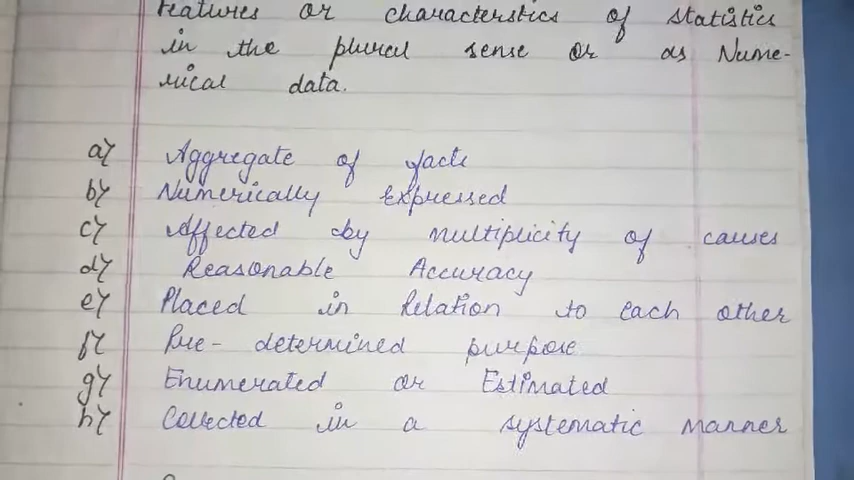 Features or characterstics of statistics
in the plural sense or as Nume-
rical data.
a) Aggregate of facts
b) Numerically Expressed
c) Affected by multiplicity of causes
d) Reasonable Accuracy
e) Placed in Relation to each other
f) Pre-determined purpose
g) Enumerated or Estimated
h) Collected in a systematic manner